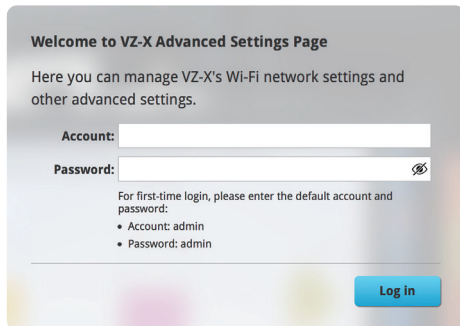 Welcome to VZ-X Advanced Settings Page
Here you can manage VZ-X's Wi-Fi network settings and
other advanced settings.
Account:
Password:
For first-time login, please enter the default account and
password:
• Account: admin
• Password: admin
Log in